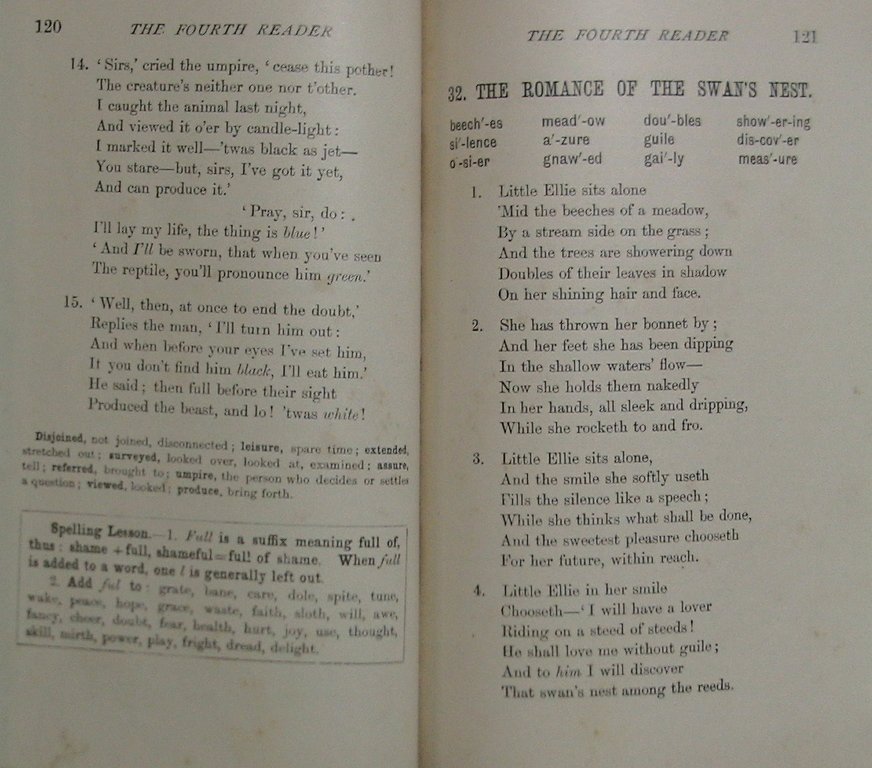 120 THE FOURTH READER
14. ‘Sirs,’ cried the umpire, ‘cease this pother!
The creature's neither one nor t'other.
I caught the animal last night,
And viewed it o'er by candle-light:
I marked it well—'twas black as jet—
You stare—but, sirs, I've got it yet,
And can produce it.’
‘Pray, sir, do:
I'll lay my life, the thing is blue!’
‘And I'll be sworn, that when you've seen
The reptile, you'll pronounce him green.’
15. ‘Well, then, at once to end the doubt,’
Replies the man, ‘I'll turn him out:
And when before your eyes I've set him,
If you don't find him black, I'll eat him.’
He said; then full before their sight
Produced the beast, and lo! 'twas white!
Disjoined, not joined, disconnected; leisure, spare time; extended,
stretched out; surveyed, looked over, looked at, examined; assure,
tell; referred, brought to; umpire, the person who decides or settles
a question; viewed, looked; produce, bring forth.
Spelling Lesson.—1. Full is a suffix meaning full of,
thus: shame + full, shameful = full of shame. When full
is added to a word, one l is generally left out.
2. Add ful to: grate, bane, care, dole, spite, tune,
wake, peace, hope, grace, waste, faith, sloth, will, awe,
fancy, cheer, doubt, fear, health, hurt, joy, use, thought,
skill, mirth, power, play, fright, dread, delight.
THE FOURTH READER 121
32. THE ROMANCE OF THE SWAN'S NEST.
beech'-es mead'-ow dou'-bles show'-er-ing
si'-lence a'-zure guile dis-cov'-er
o'-si-er gnaw'-ed gai'-ly meas'-ure
1. Little Ellie sits alone
'Mid the beeches of a meadow,
By a stream side on the grass;
And the trees are showering down
Doubles of their leaves in shadow
On her shining hair and face.
2. She has thrown her bonnet by;
And her feet she has been dipping
In the shallow waters' flow—
Now she holds them nakedly
In her hands, all sleek and dripping,
While she rocketh to and fro.
3. Little Ellie sits alone,
And the smile she softly useth
Fills the silence like a speech;
While she thinks what shall be done,
And the sweetest pleasure chooseth
For her future, within reach.
4. Little Ellie in her smile
Chooseth—‘I will have a lover
Riding on a steed of steeds!
He shall love me without guile;
And to him I will discover
That swan's nest among the reeds.